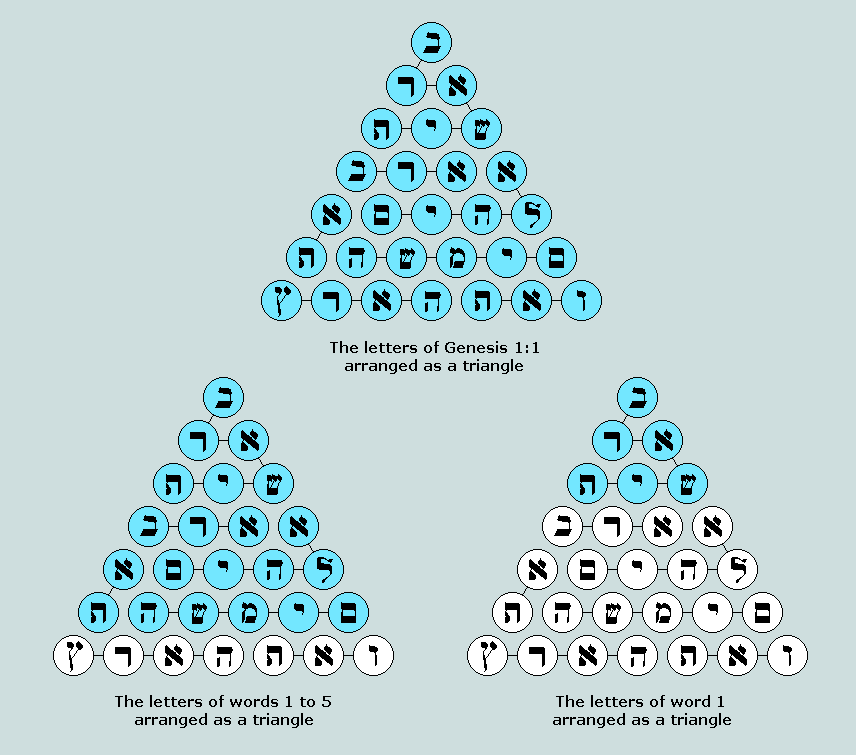 ב
ר א
ש י ת
ב ר א א
ל ה י ם א
ת ה ש מ י ם
ו א ת ה א ר ץ
The letters of Genesis 1:1
arranged as a triangle
ב
ר א
ש י ת
ב ר א א
ל ה י ם א
ת ה ש מ י ם
ו א ת ה א ר ץ
The letters of words 1 to 5
arranged as a triangle
ב
ר א
ש י ת
ב ר א א
ל ה י ם א
ת ה ש מ י ם
ו א ת ה א ר ץ
The letters of word 1
arranged as a triangle